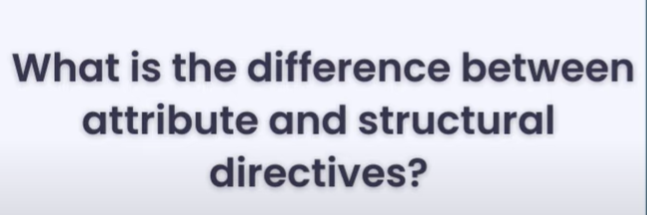 What is the difference between
attribute and structural
directives?